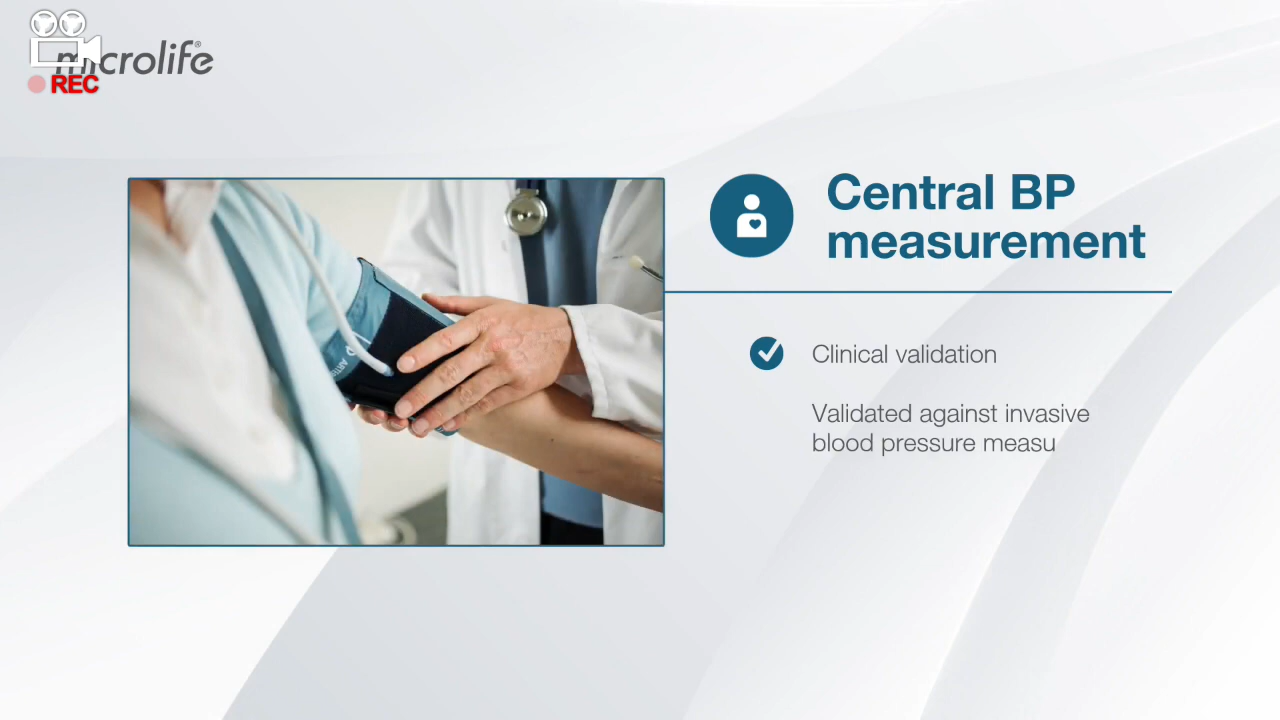 microlife®
REC
Central BP
measurement
Clinical validation
Validated against invasive
blood pressure measu